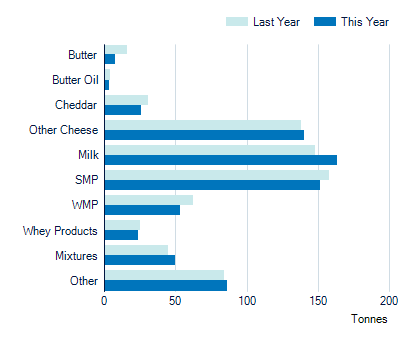 Last Year This Year
Butter
Butter Oil
Cheddar
Other Cheese
Milk
SMP
WMP
Whey Products
Mixtures
Other
0 50 100 150 200
Tonnes